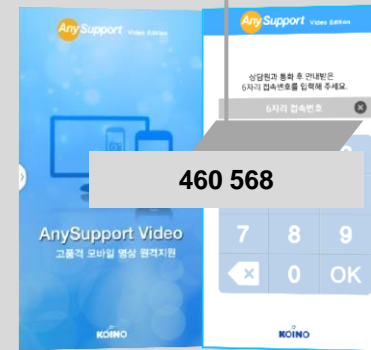 AnySupport Video Edition
AnySupport Video
고품격 모바일 영상 원격지원
KOINO
AnySupport Video Edition
상담원과 통화 후 안내받은
6자리 접속번호를 입력해 주세요.
6자리 접속번호
460 568
7 8 9
0 OK
KOINO